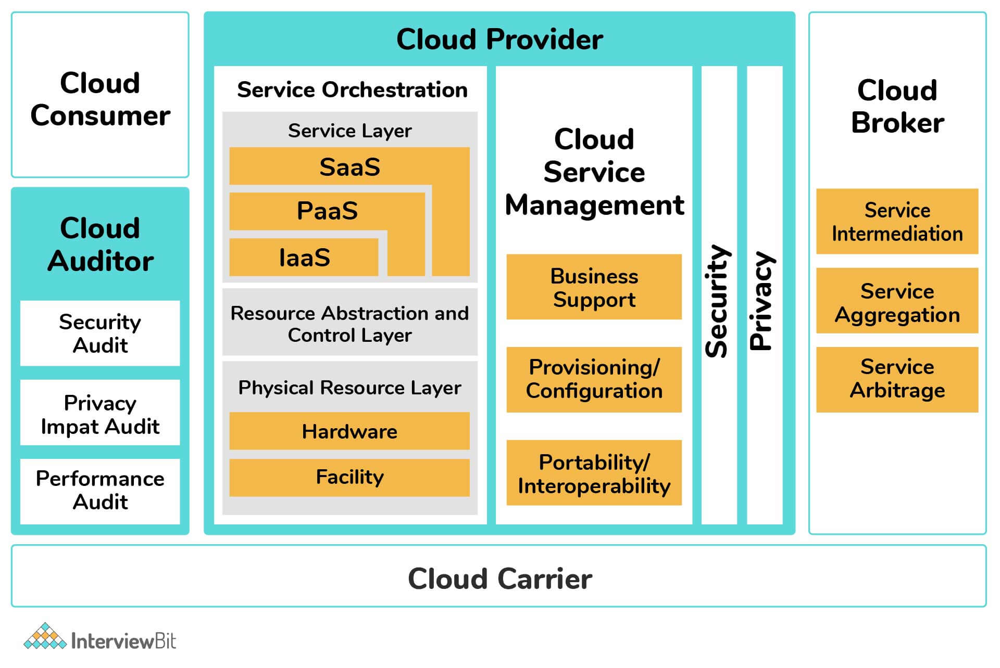 Cloud
Consumer
Cloud
Auditor
Security
Audit
Privacy
Impat Audit
Performance
Audit
Cloud Provider
Service Orchestration
Service Layer
SaaS
PaaS
IaaS
Resource Abstraction and
Control Layer
Physical Resource Layer
Hardware
Facility
Cloud
Service
Management
Business
Support
Provisioning/
Configuration
Portability/
Interoperability
Security
Privacy
Cloud
Broker
Service
Intermediation
Service
Aggregation
Service
Arbitrage
Cloud Carrier
InterviewBit